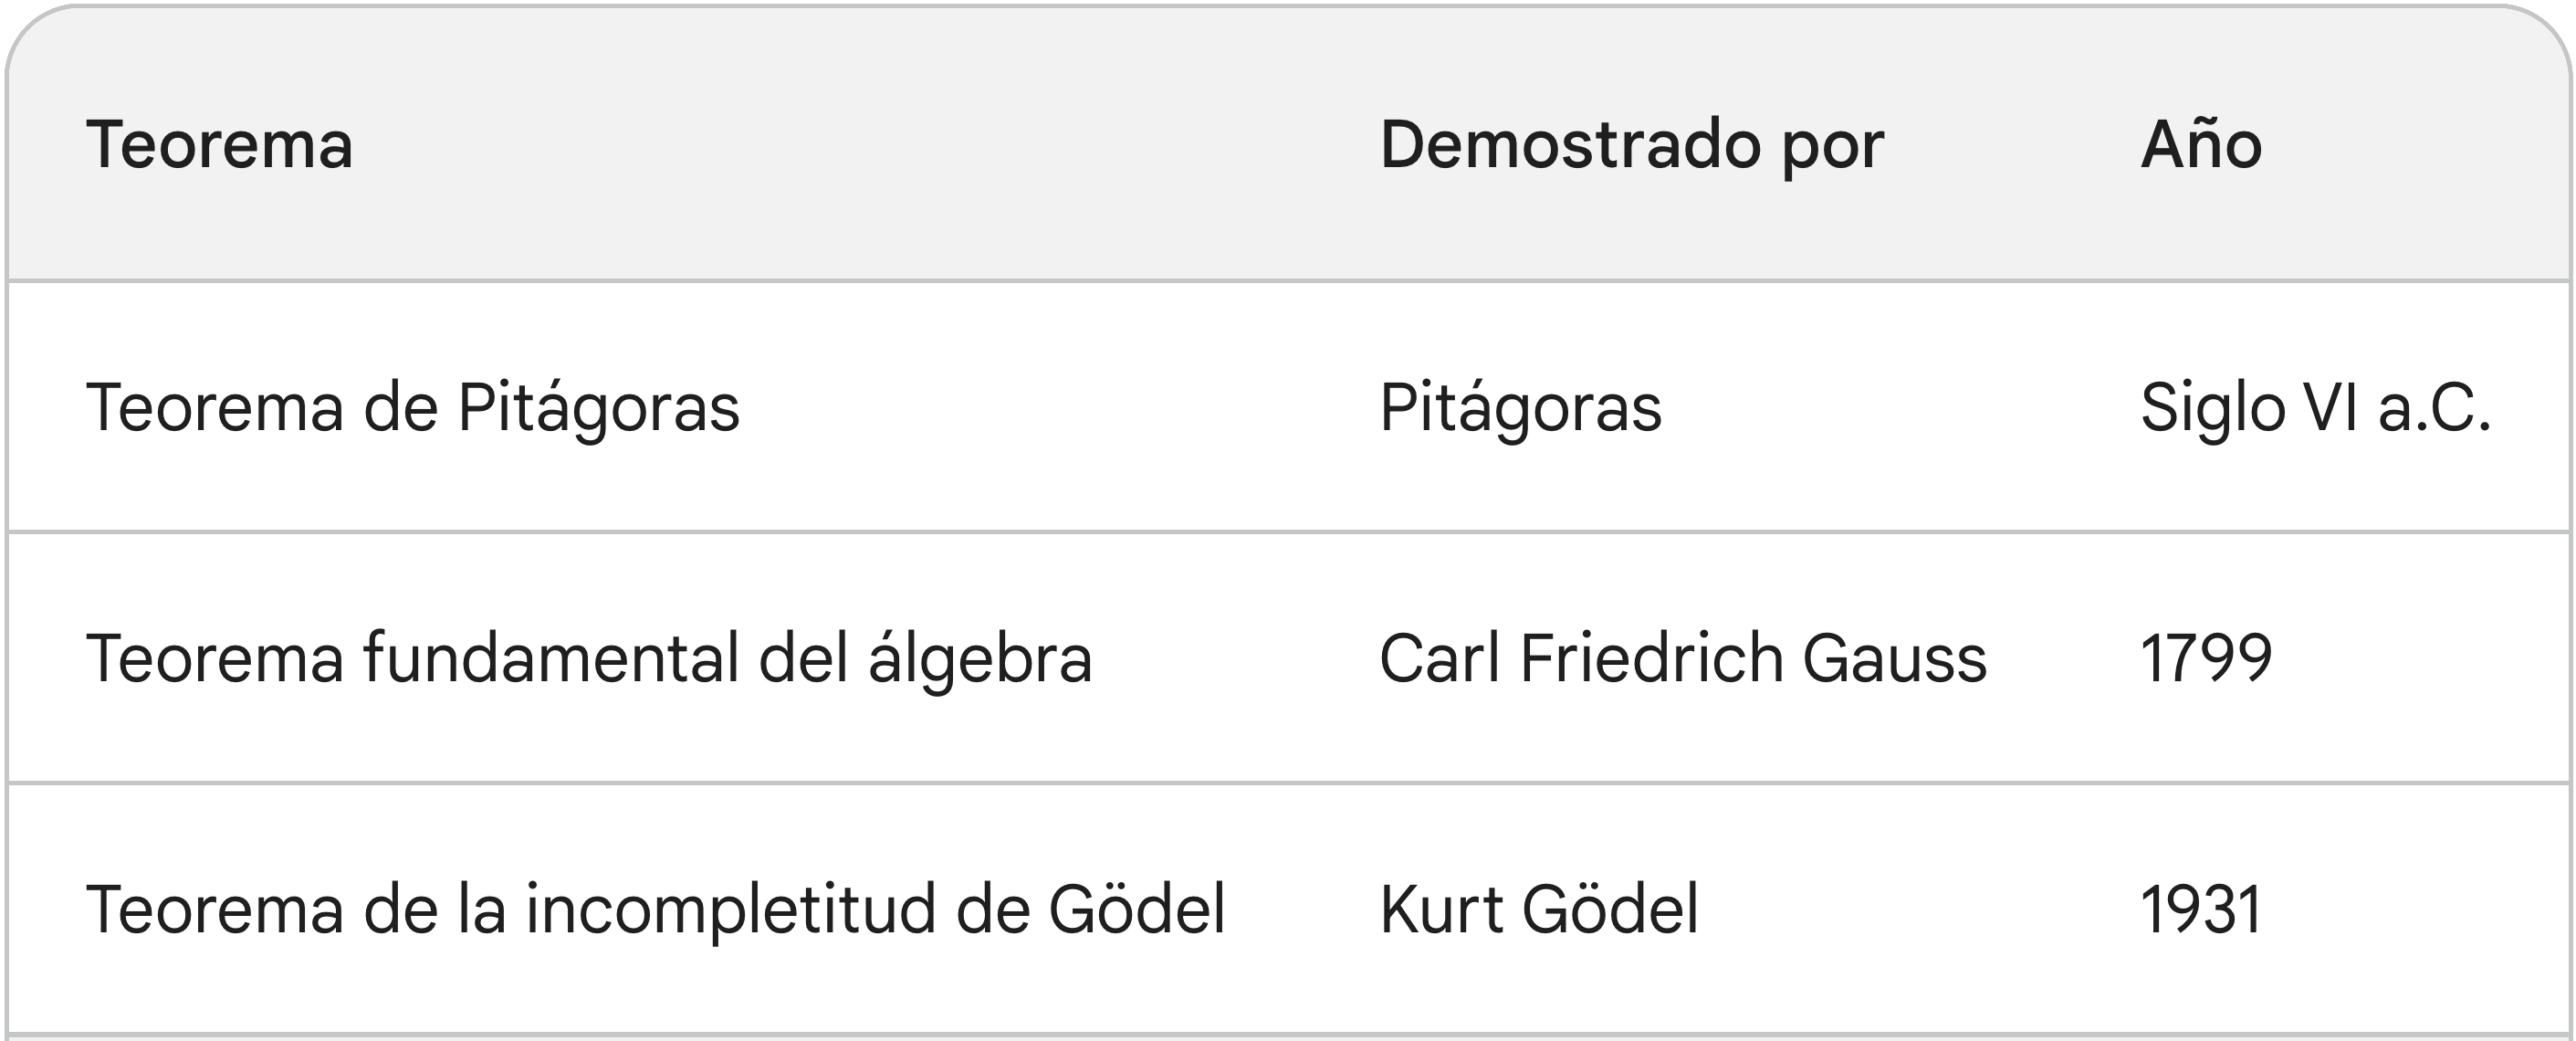 Teorema Demostrado por Año
Teorema de Pitágoras Pitágoras Siglo VI a.C.
Teorema fundamental del álgebra Carl Friedrich Gauss 1799
Teorema de la incompletitud de Gödel Kurt Gödel 1931